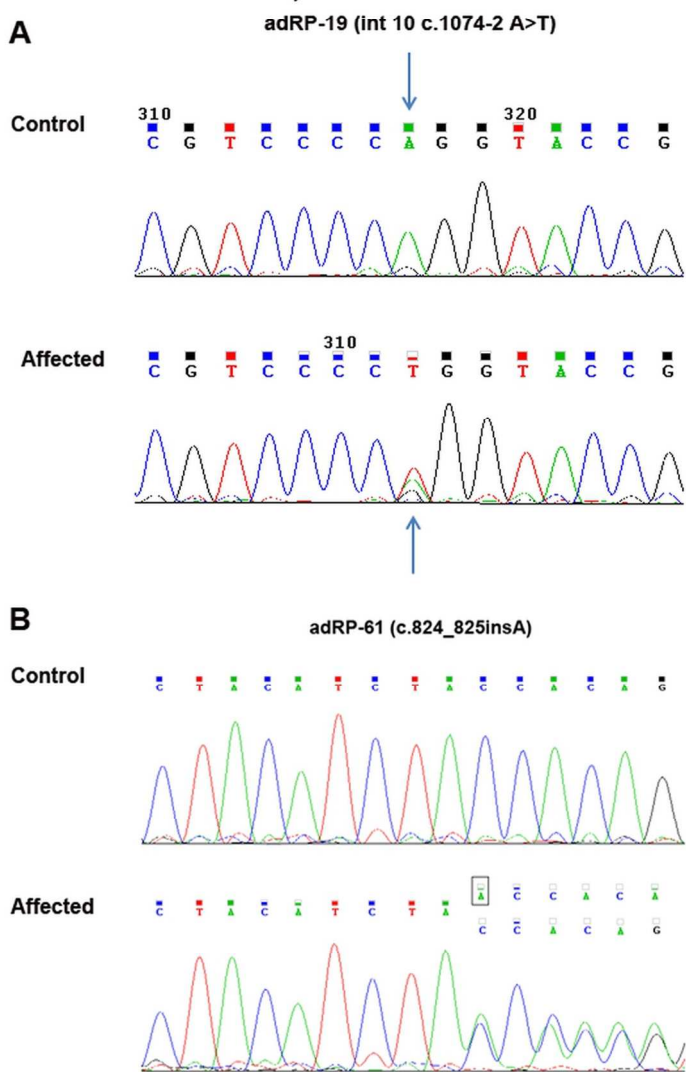 A
adRP-19 (int 10 c.1074-2 A>T)
Control
310 320
C G T C C C C A G G T A C C G
Affected
310
C G T C C C C T G G T A C C G
B
adRP-61 (c.824_825insA)
Control
C T A C A T C T A C C A C A G
Affected
C T A C A T C T A
A C C A C A
C C A C A G